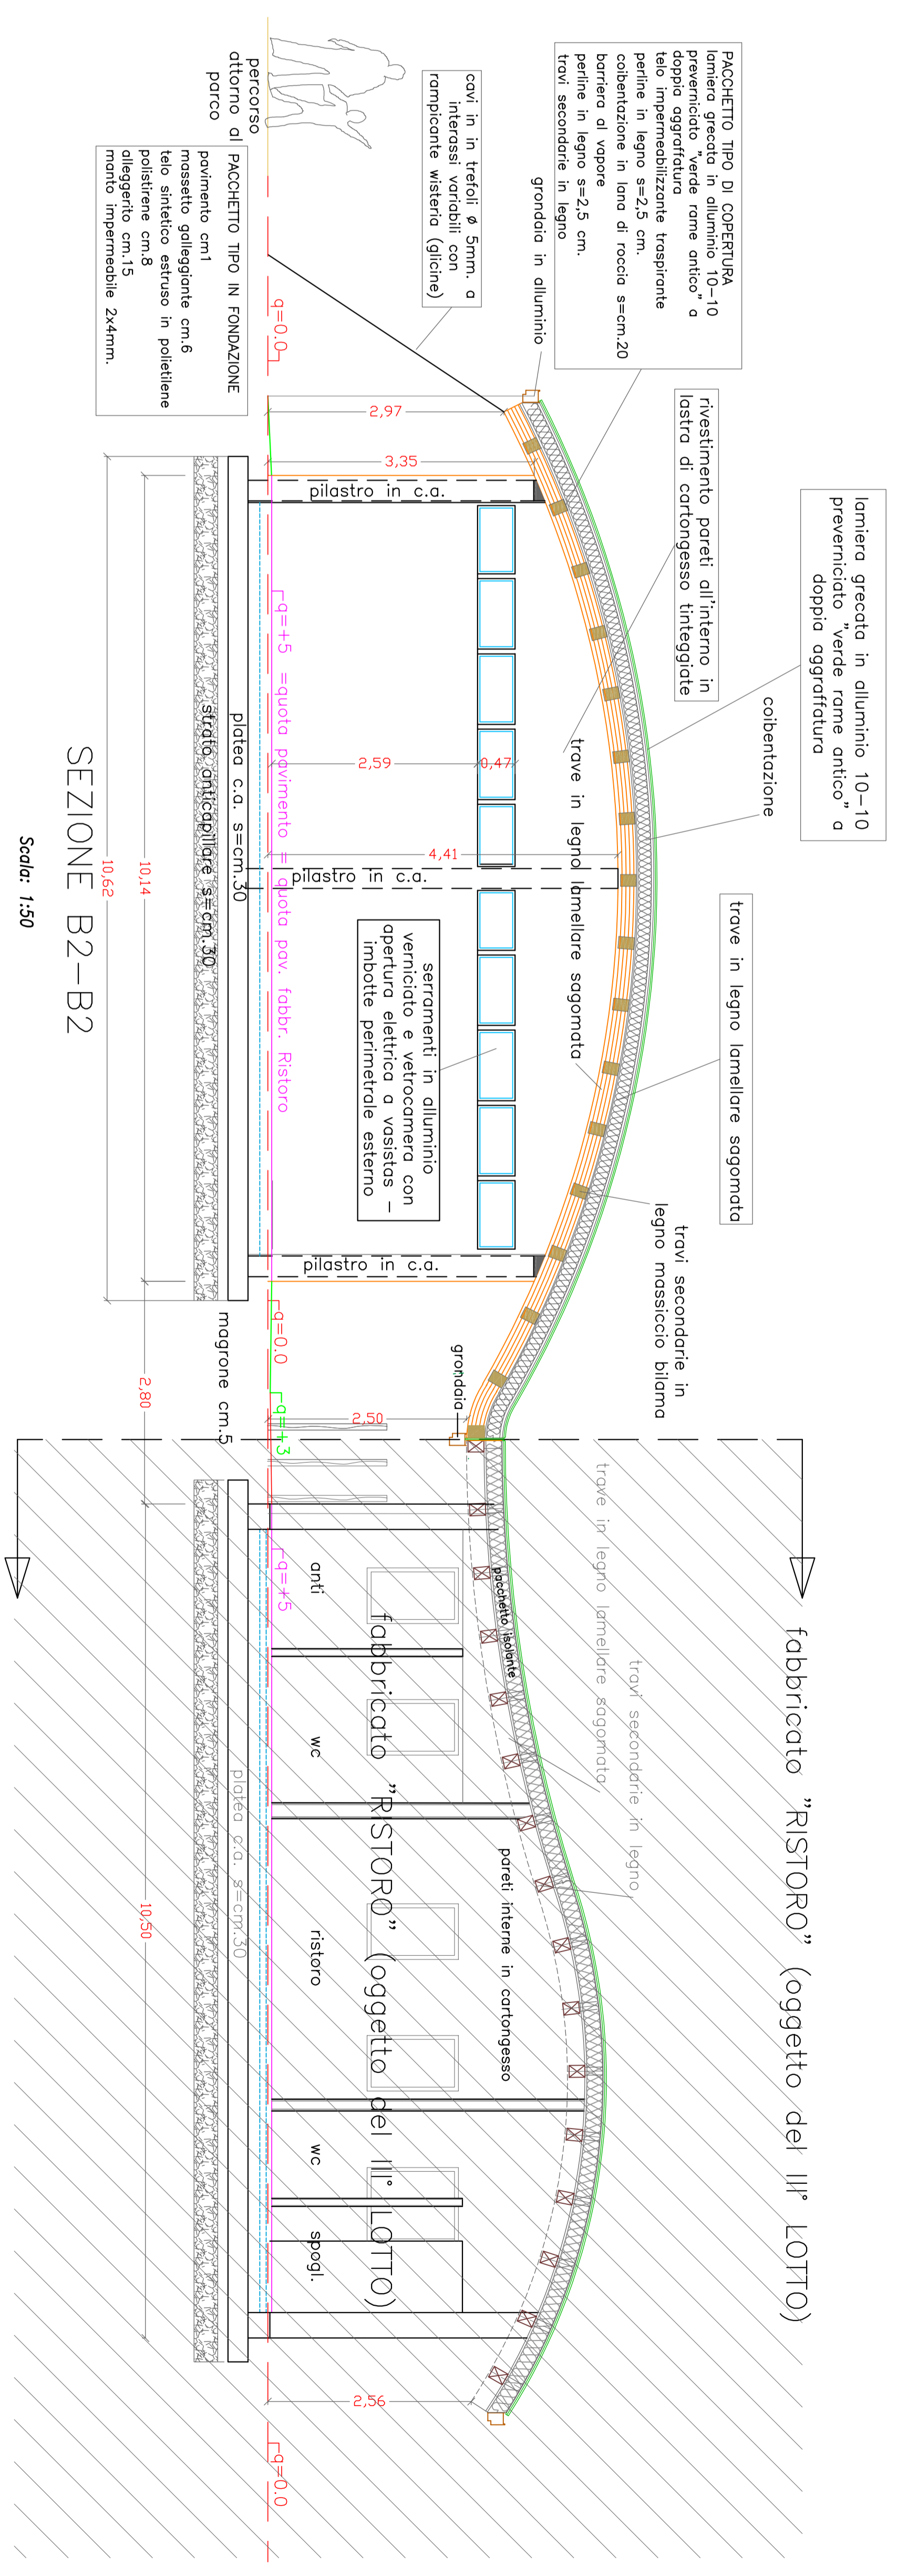 PACCHETTO TIPO DI COPERTURA
lamiera grecata in alluminio 10-10
preverniciato "verde rame antico" a
doppia aggraffatura
telo impermeabilizzante traspirante
perline in legno s=2,5 cm.
coibentazione in lana di roccia s=cm.20
barriera al vapore
perline in legno s=2,5 cm.
travi secondarie in legno
grondaia in alluminio
cavi in in trefoli ø 5mm. a
interassi variabili con
rampicante wisteria (glicine)
percorso
attorno al
parco
PACCHETTO TIPO IN FONDAZIONE
pavimento cm1
massetto galleggiante cm.6
telo sintetico estruso in polietilene
polistirene cm.8
alleggerito cm.15
manto impermeabile 2x4mm.
q=0.0
2,97
3,35
rivestimento pareti all'interno in
lastra di cartongesso tinteggiate
lamiera grecata in alluminio 10-10
preverniciato "verde rame antico" a
doppia aggraffatura
coibentazione
trave in legno lamellare sagomata
trave in legno lamellare sagomata
travi secondarie in
legno massiccio bilama
pilastro in c.a.
pilastro in c.a.
pilastro in c.a.
2,59
0,47
4,41
serramenti in alluminio
verniciato e vetrocamera con
apertura elettrica a vasistas -
imbotte perimetrale esterno
q=+5 =quota pavimento = quota pav. fabbr. Ristoro
platea c.a. s=cm.30
strato anticapillare s=cm.30
10,14
10,62
q=0.0
q=+3
magrone cm.5
2,80
grondaia
2,50
fabbricato "RISTORO" (oggetto del III° LOTTO)
trave in legno lamellare sagomata
travi secondarie in legno
pacchetto isolante
pareti interne in cartongesso
fabbricato "RISTORO" (oggetto del III° LOTTO)
q=+5
anti
wc
ristoro
wc
spogl.
platea c.a. s=cm.30
10,50
2,56
q=0.0
SEZIONE B2-B2
Scala: 1:50